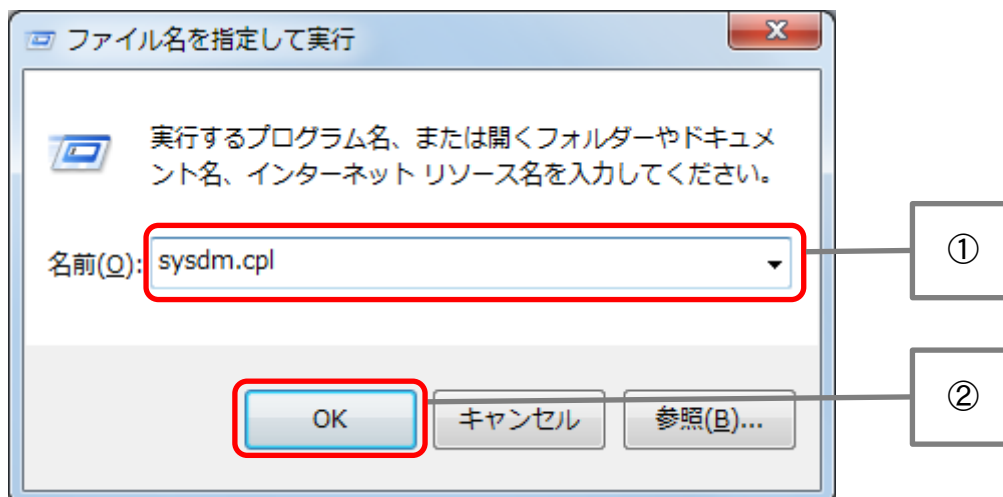 ファイル名を指定して実行
実行するプログラム名、または開くフォルダーやドキュメ
ント名、インターネット リソース名を入力してください。
名前(O): sysdm.cpl
①
OK キャンセル 参照(B)...
②